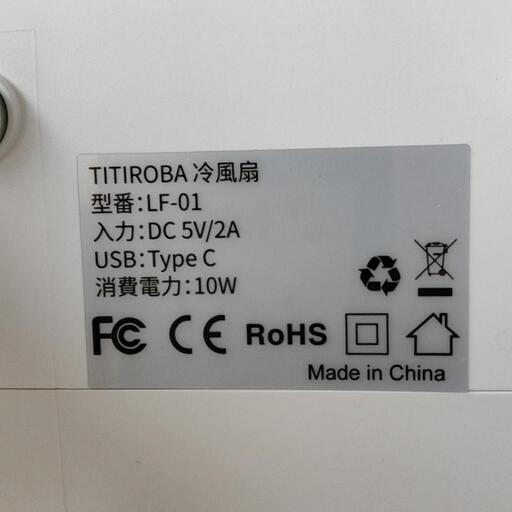 TITIROBA 冷風扇
型番:LF-01
入力:DC 5V/2A
USB:Type C
消費電力:10W
FC CE RoHS
Made in China